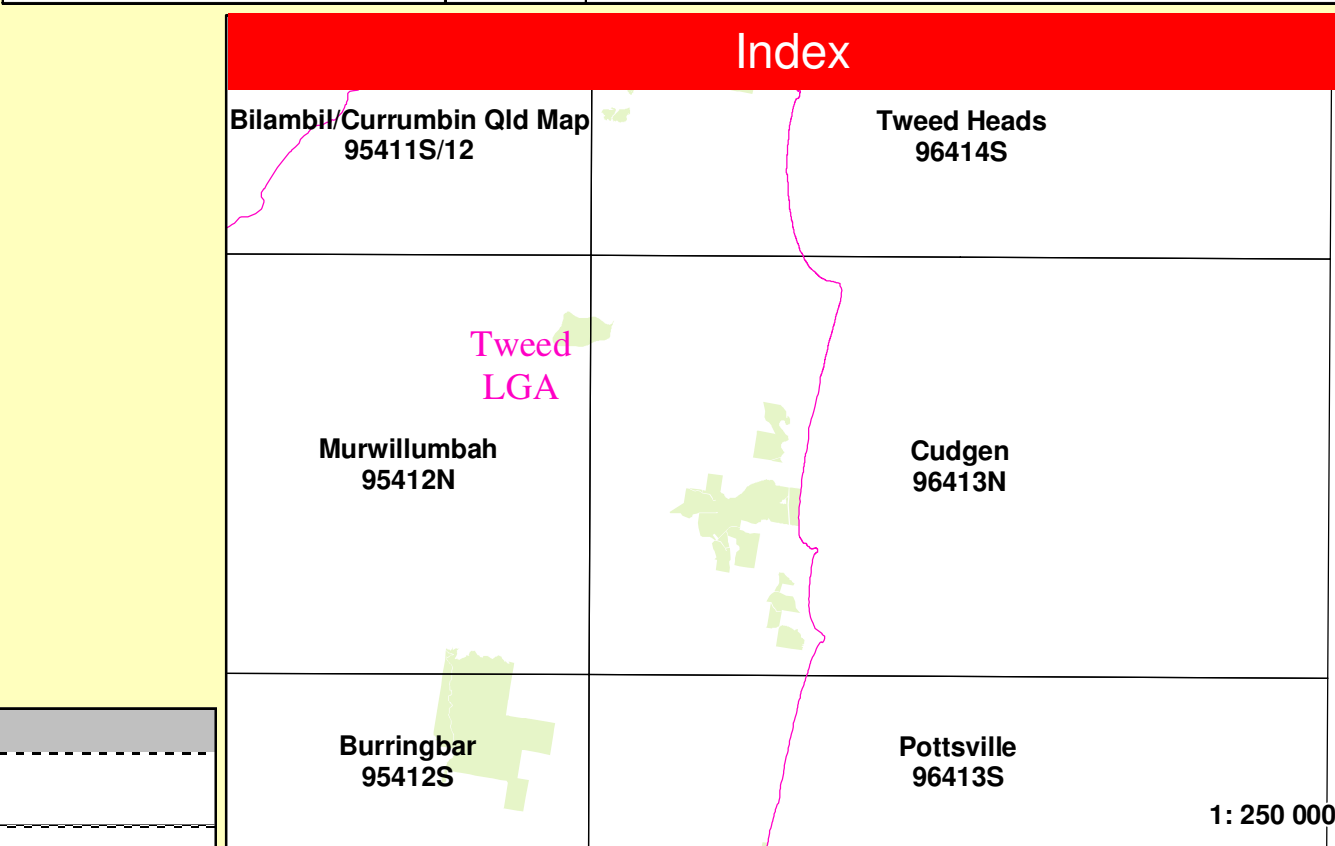 Index
Bilambil/Currumbin Qld Map
95411S/12
Tweed Heads
96414S
Tweed
LGA
Murwillumbah
95412N
Cudgen
96413N
Burringbar
95412S
Pottsville
96413S
1: 250 000